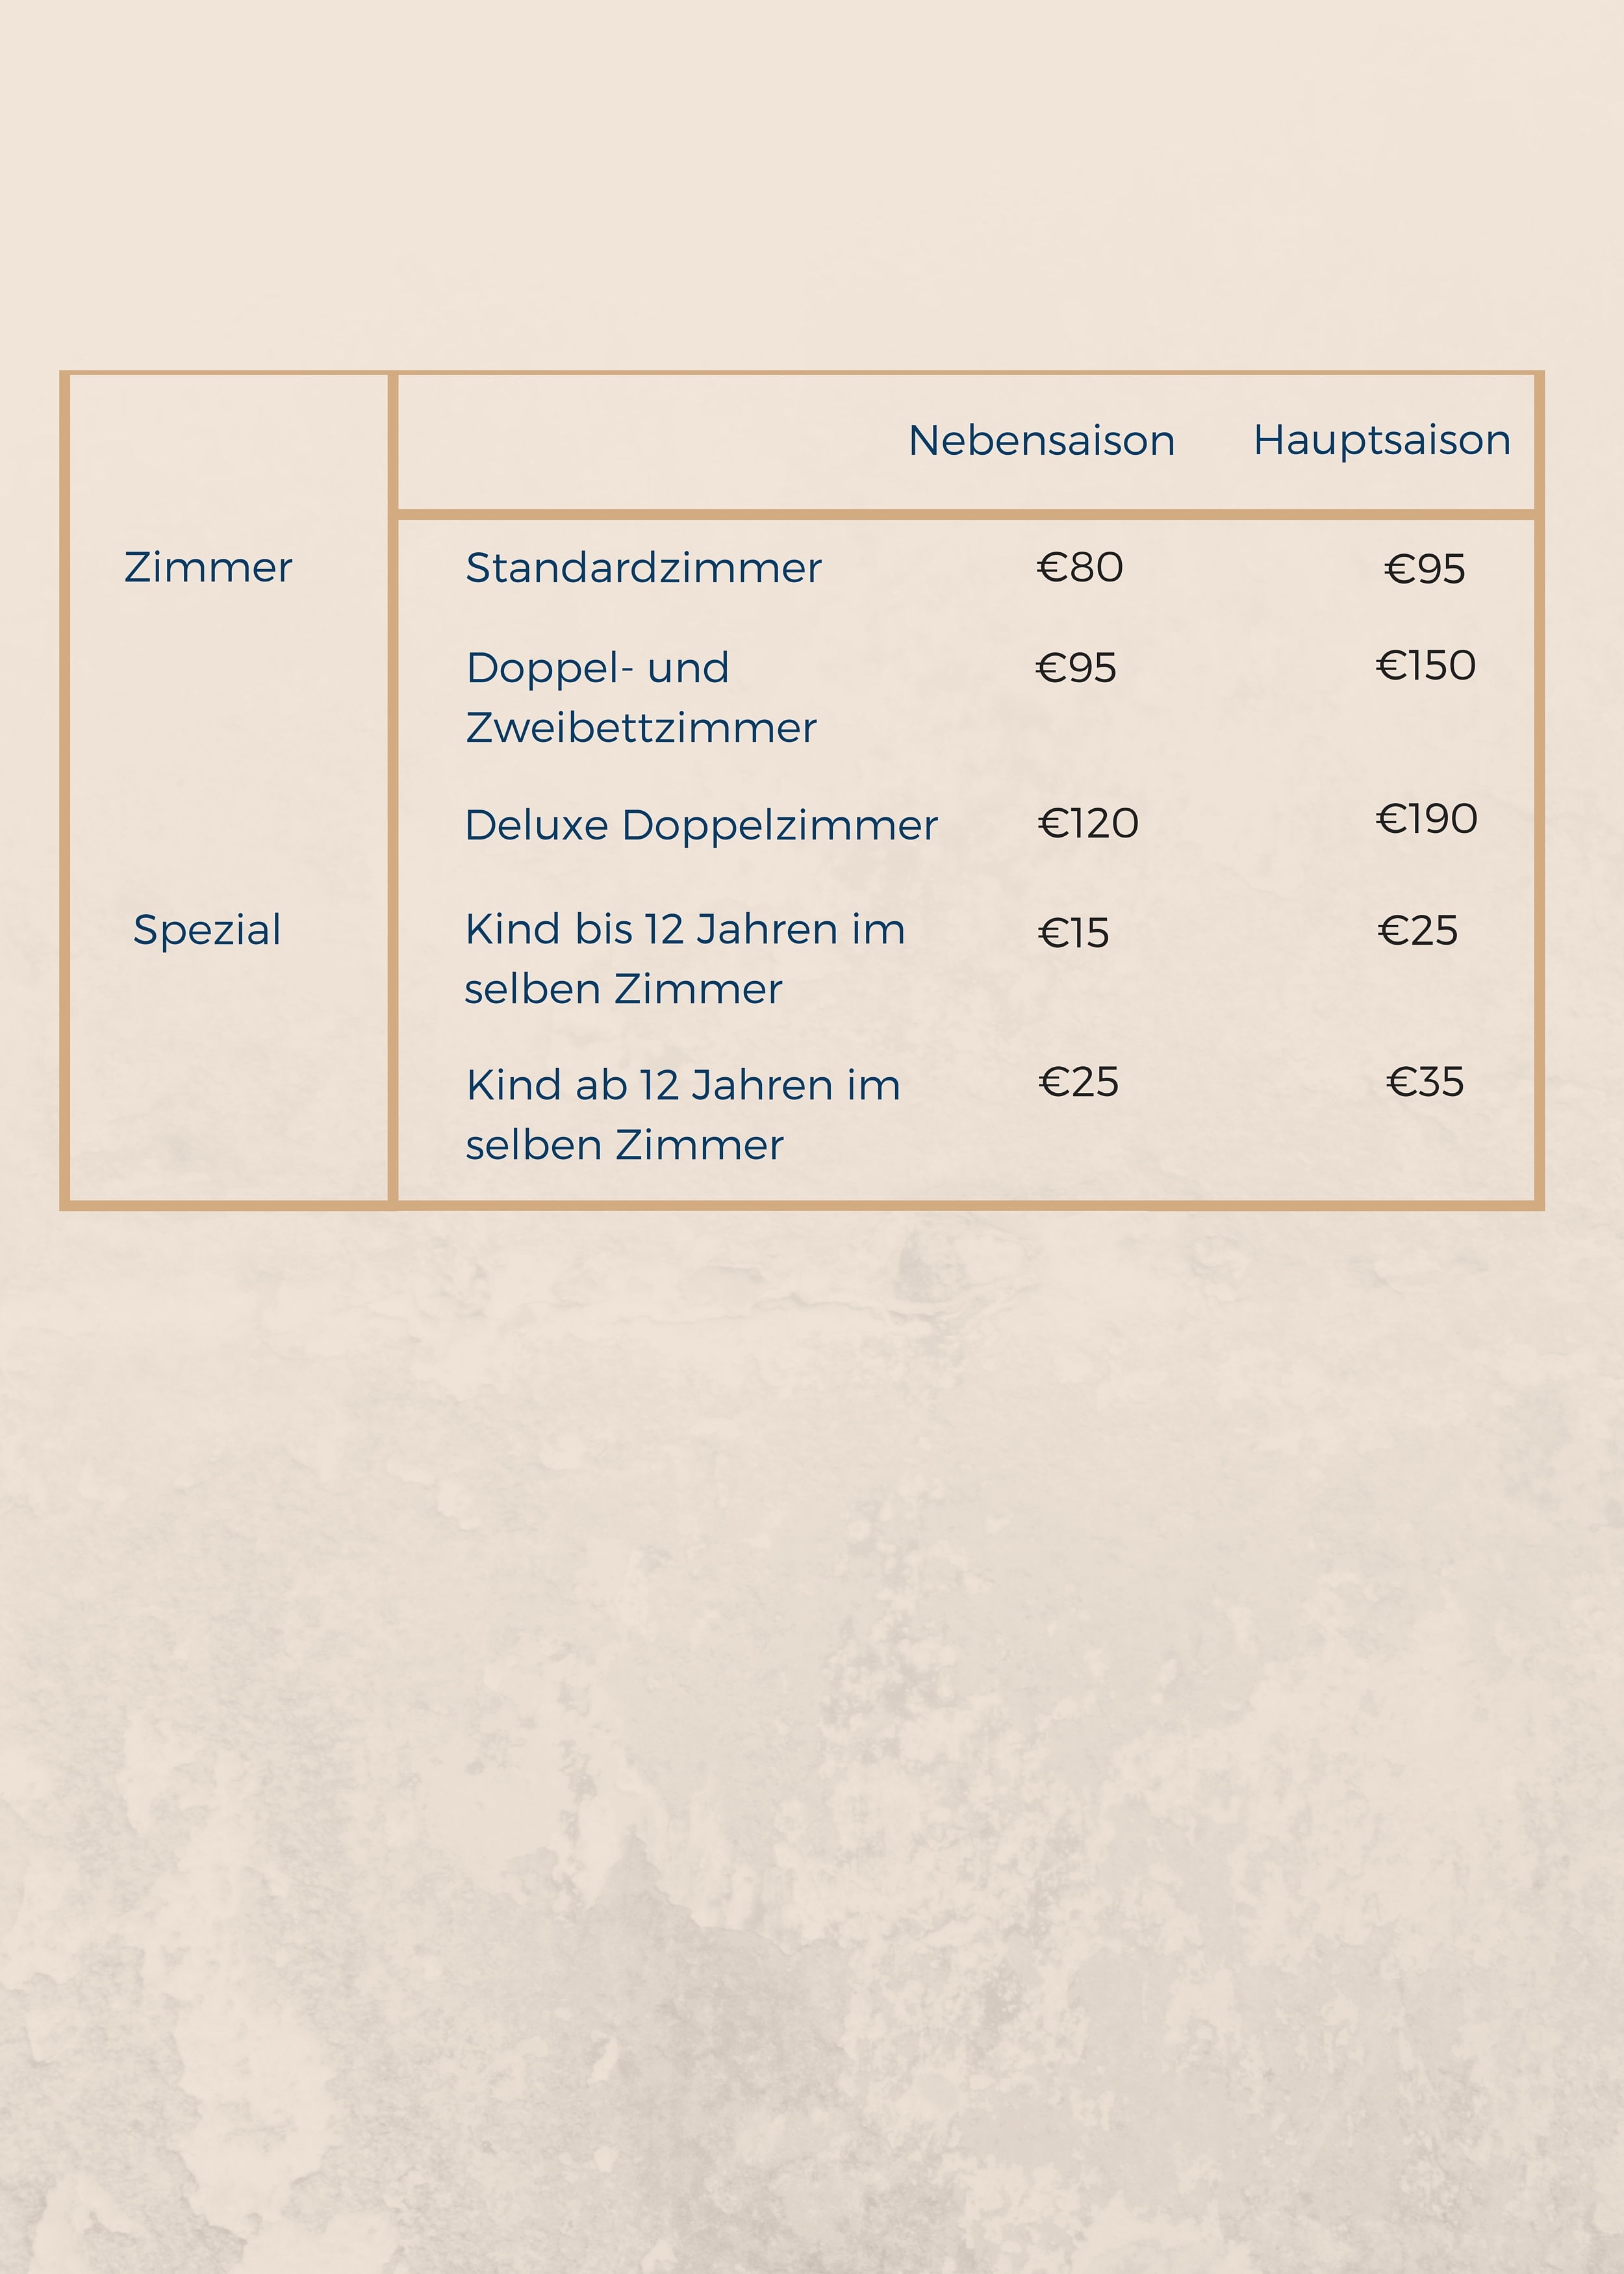 Nebensaison Hauptsaison
Zimmer Standardzimmer €80 €95
Doppel- und €95 €150
Zweibettzimmer
Deluxe Doppelzimmer €120 €190
Spezial Kind bis 12 Jahren im €15 €25
selben Zimmer
Kind ab 12 Jahren im €25 €35
selben Zimmer